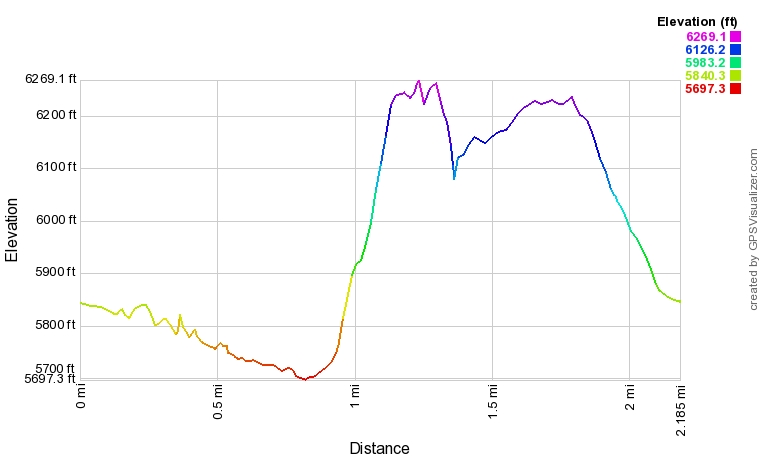 Elevation (ft)
6269.1
6126.2
5983.2
5840.3
5697.3
6269.1 ft
6200 ft
6100 ft
6000 ft
5900 ft
5800 ft
5700 ft
5697.3 ft
Elevation
0 mi
0.5 mi
1 mi
1.5 mi
2 mi
2.185 mi
Distance
created by GPSVisualizer.com